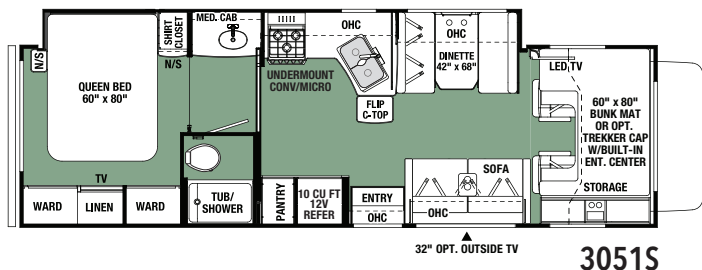 N/S
QUEEN BED
60" x 80"
SHIRT
CLOSET
N/S
MED. CAB
OHC
UNDERMOUNT
CONV/MICRO
FLIP
C-TOP
OHC
DINETTE
42" x 68"
LED TV
60" x 80"
BUNK MAT
OR OPT.
TREKKER CAP
W/BUILT-IN
ENT. CENTER
STORAGE
TV
WARD
LINEN
WARD
TUB/
SHOWER
PANTRY
10 CU FT
12V
REFER
ENTRY
OHC
SOFA
OHC
32" OPT. OUTSIDE TV
3051S